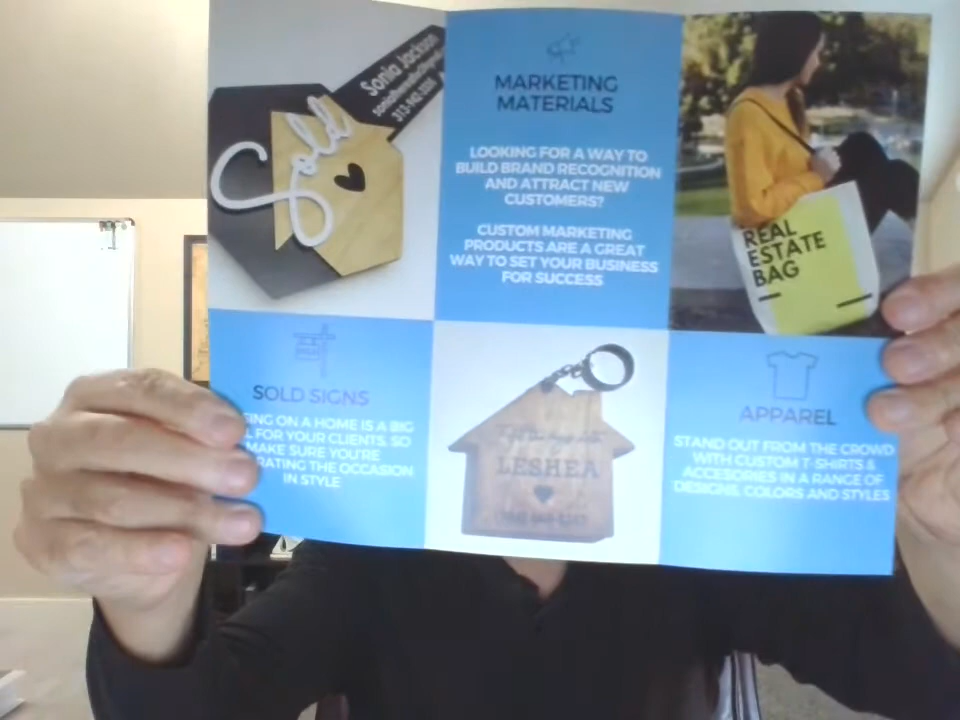 Sold
Sonia Jackson
MARKETING
MATERIALS
LOOKING FOR A WAY TO
BUILD BRAND RECOGNITION
AND ATTRACT NEW
CUSTOMERS?
CUSTOM MARKETING
PRODUCTS ARE A GREAT
WAY TO SET YOUR BUSINESS
FOR SUCCESS
REAL
ESTATE
BAG
SOLD SIGNS
ING ON A HOME IS A BIG
L FOR YOUR CLIENTS, SO
MAKE SURE YOU'RE
RATING THE OCCASION
IN STYLE
LESHEA
APPAREL
STAND OUT FROM THE CROWD
WITH CUSTOM T-SHIRTS &
ACCESORIES IN A RANGE OF
DESIGNS, COLORS AND STYLES